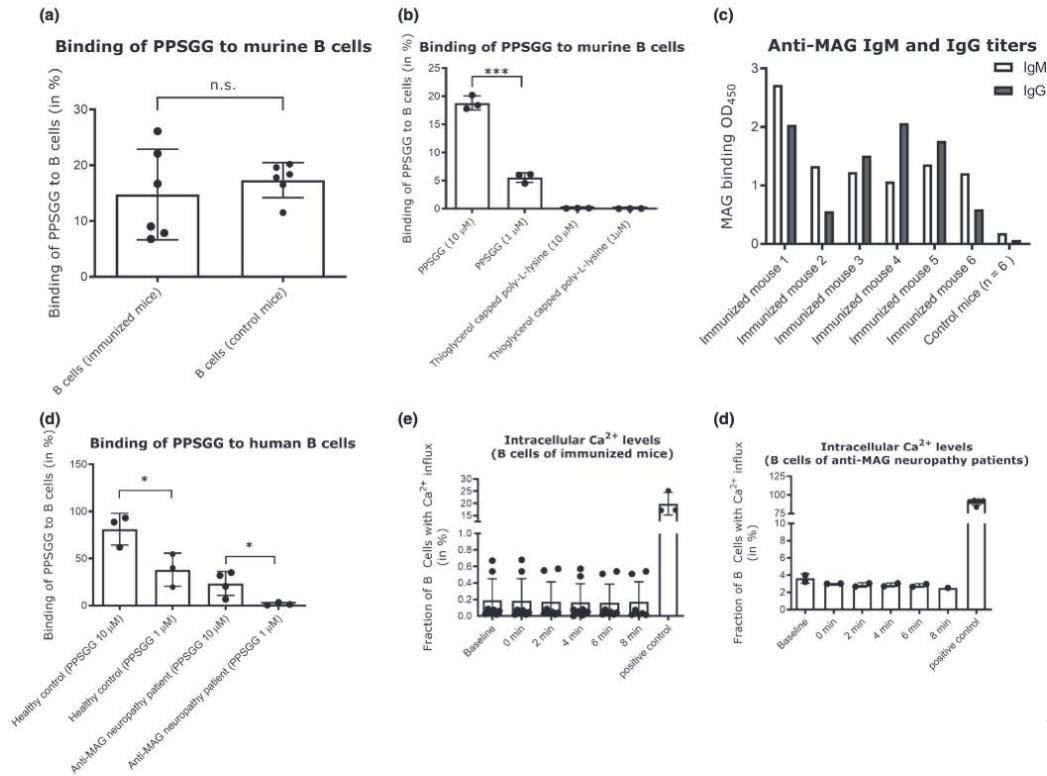 (a)
Binding of PPSGG to murine B cells
Binding of PPSGG to B cells (in %)
n.s.
30
20
10
0
B cells (immunized mice)
B cells (control mice)
(b)
Binding of PPSGG to murine B cells
Binding of PPSGG to B cells (in %)
***
25
20
15
10
5
0
PPSGG (10 μM)
PPSGG (1 μM)
Thioglycerol capped poly-L-lysine (10 μM)
Thioglycerol capped poly-L-lysine (1μM)
(c)
Anti-MAG IgM and IgG titers
IgM
IgG
MAG binding OD450
3
2
1
0
Immunized mouse 1
Immunized mouse 2
Immunized mouse 3
Immunized mouse 4
Immunized mouse 5
Immunized mouse 6
Control mice (n = 6 )
(d)
Binding of PPSGG to human B cells
Binding of PPSGG to B cells (in %)
*
*
150
100
50
0
Healthy control (PPSGG 10 μM)
Healthy control (PPSGG 1 μM)
Anti-MAG neuropathy patient (PPSGG 10 μM)
Anti-MAG neuropathy patient (PPSGG 1 μM)
(e)
Intracellular Ca2+ levels
(B cells of immunized mice)
Fraction of B Cells with Ca2+ influx
(in %)
30
25
20
15
1.0
0.8
0.6
0.4
0.2
0.0
Baseline
0 min
2 min
4 min
6 min
8 min
positive control
(d)
Intracellular Ca2+ levels
(B cells of anti-MAG neuropathy patients)
Fraction of B Cells with Ca2+ influx
(in %)
125
100
75
50
25
6
4
2
0
Baseline
0 min
2 min
4 min
6 min
8 min
positive control